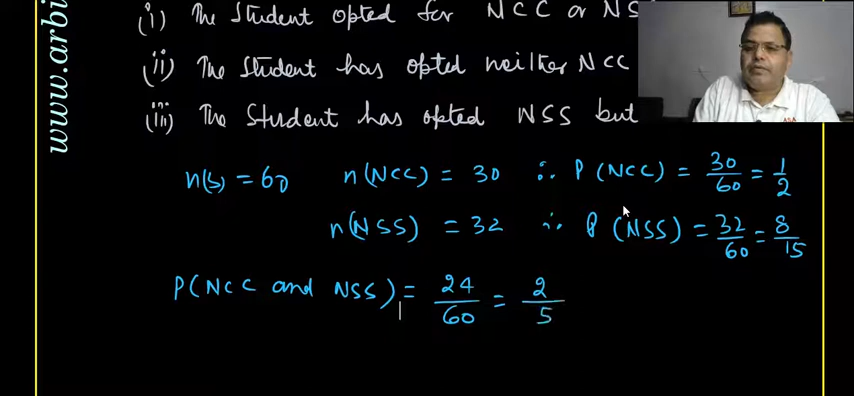 (i) The Student opted for NCC or NS
(ii) The Student has opted neither NCC
(iii) The Student has opted NSS but
n(s) = 60 n(NCC) = 30 ∴ P(NCC) = 30/60 = 1/2
n(NSS) = 32 ∴ P(NSS) = 32/60 = 8/15
P(NCC and NSS) = 24/60 = 2/5
www.arbi
ASA